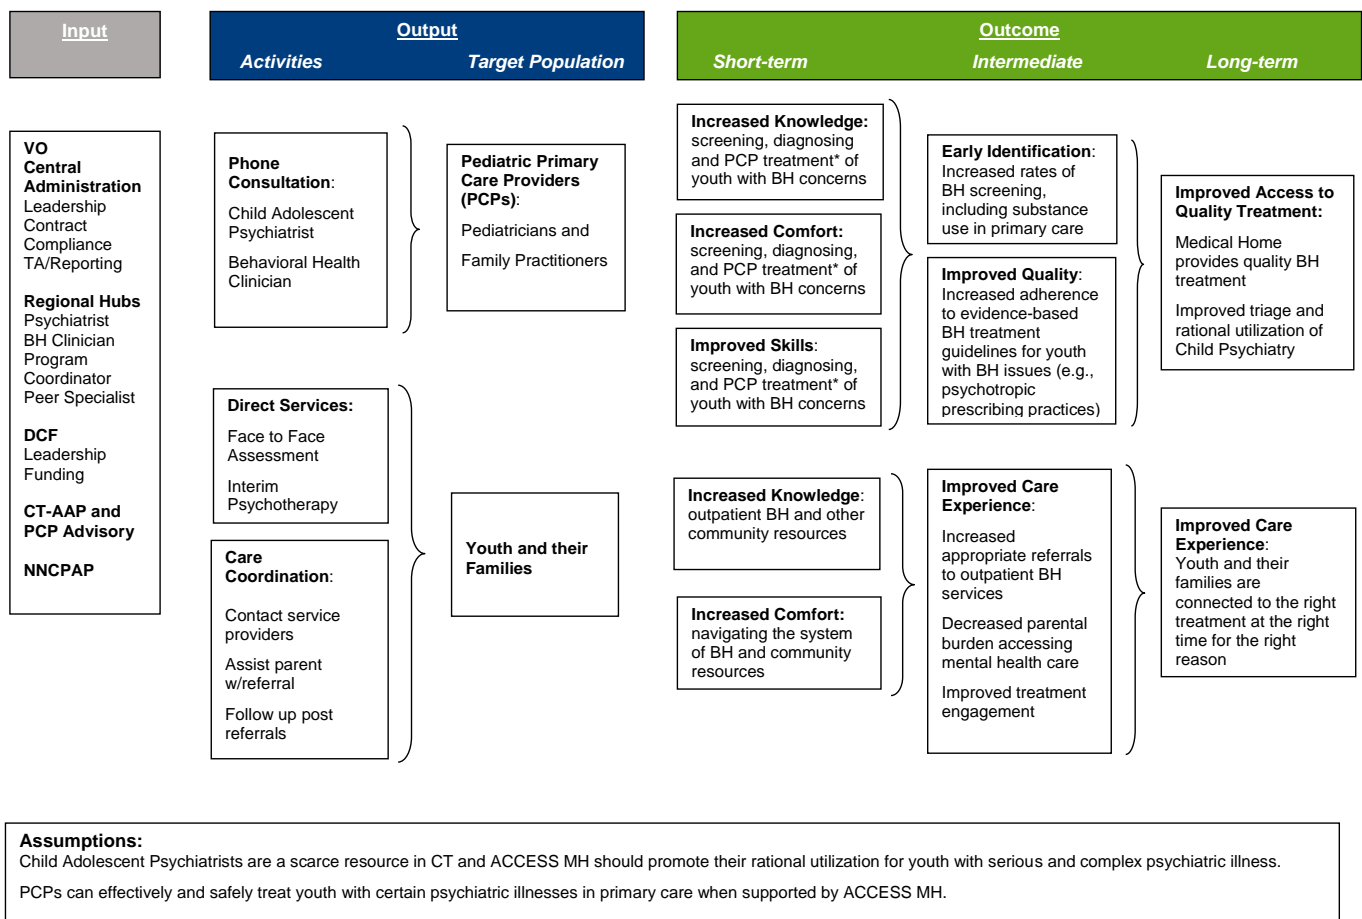 Input
Output
Activities
Target Population
Outcome
Short-term
Intermediate
Long-term
VO
Central
Administration
Leadership
Contract
Compliance
TA/Reporting
Regional Hubs
Psychiatrist
BH Clinician
Program
Coordinator
Peer Specialist
DCF
Leadership
Funding
CT-AAP and
PCP Advisory
NNCPAP
Phone
Consultation:
Child Adolescent
Psychiatrist
Behavioral Health
Clinician
Direct Services:
Face to Face
Assessment
Interim
Psychotherapy
Care
Coordination:
Contact service
providers
Assist parent
w/referral
Follow up post
referrals
Pediatric Primary
Care Providers
(PCPs):
Pediatricians and
Family Practitioners
Youth and their
Families
Increased Knowledge:
screening, diagnosing
and PCP treatment* of
youth with BH concerns
Increased Comfort:
screening, diagnosing,
and PCP treatment* of
youth with BH concerns
Improved Skills:
screening, diagnosing,
and PCP treatment* of
youth with BH concerns
Increased Knowledge:
outpatient BH and other
community resources
Increased Comfort:
navigating the system
of BH and community
resources
Early Identification:
Increased rates of
BH screening,
including substance
use in primary care
Improved Quality:
Increased adherence
to evidence-based
BH treatment
guidelines for youth
with BH issues (e.g.,
psychotropic
prescribing practices)
Improved Care
Experience:
Increased
appropriate referrals
to outpatient BH
services
Decreased parental
burden accessing
mental health care
Improved treatment
engagement
Improved Access to
Quality Treatment:
Medical Home
provides quality BH
treatment
Improved triage and
rational utilization of
Child Psychiatry
Improved Care
Experience:
Youth and their
families are
connected to the right
treatment at the right
time for the right
reason
Assumptions:
Child Adolescent Psychiatrists are a scarce resource in CT and ACCESS MH should promote their rational utilization for youth with serious and complex psychiatric illness.
PCPs can effectively and safely treat youth with certain psychiatric illnesses in primary care when supported by ACCESS MH.